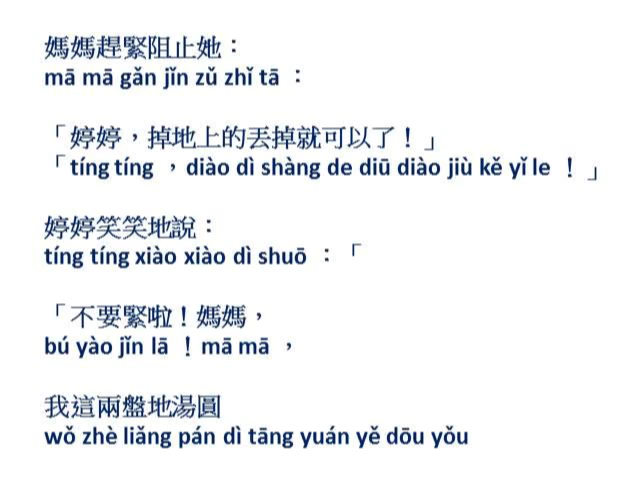 媽媽趕緊阻止她：
mā mā gǎn jǐn zǔ zhǐ tā ：
「婷婷，掉地上的丟掉就可以了！」
「tíng tíng ，diào dì shàng de diū diào jiù kě yǐ le ！」
婷婷笑笑地說：
tíng tíng xiào xiào dì shuō ：「
「不要緊啦！媽媽，
bú yào jǐn lā ！mā mā ，
我這兩盤地湯圓
wǒ zhè liǎng pán dì tāng yuán yě dōu yǒu